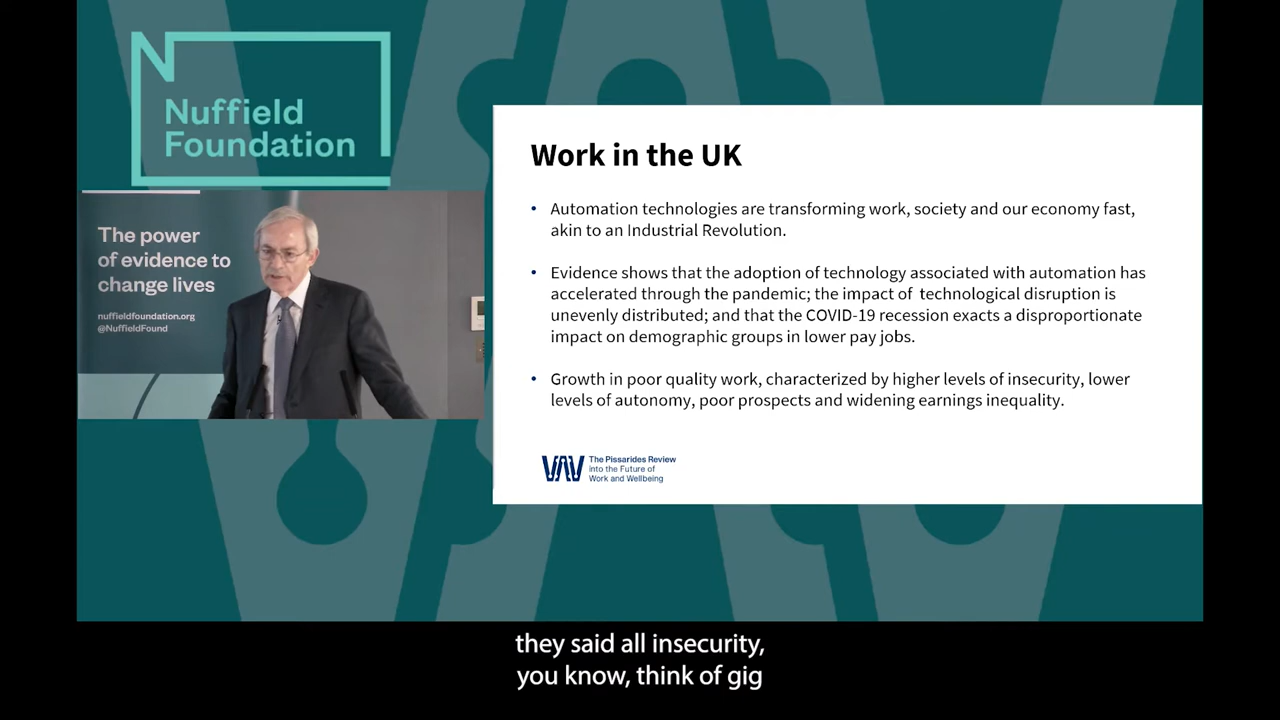 Nuffield
Foundation
The power
of evidence to
change lives
nuffieldfoundation.org
@NuffieldFound
Work in the UK
• Automation technologies are transforming work, society and our economy fast,
akin to an Industrial Revolution.
• Evidence shows that the adoption of technology associated with automation has
accelerated through the pandemic; the impact of technological disruption is
unevenly distributed; and that the COVID-19 recession exacts a disproportionate
impact on demographic groups in lower pay jobs.
• Growth in poor quality work, characterized by higher levels of insecurity, lower
levels of autonomy, poor prospects and widening earnings inequality.
The Pissarides Review
into the Future of
Work and Wellbeing
they said all insecurity,
you know, think of gig